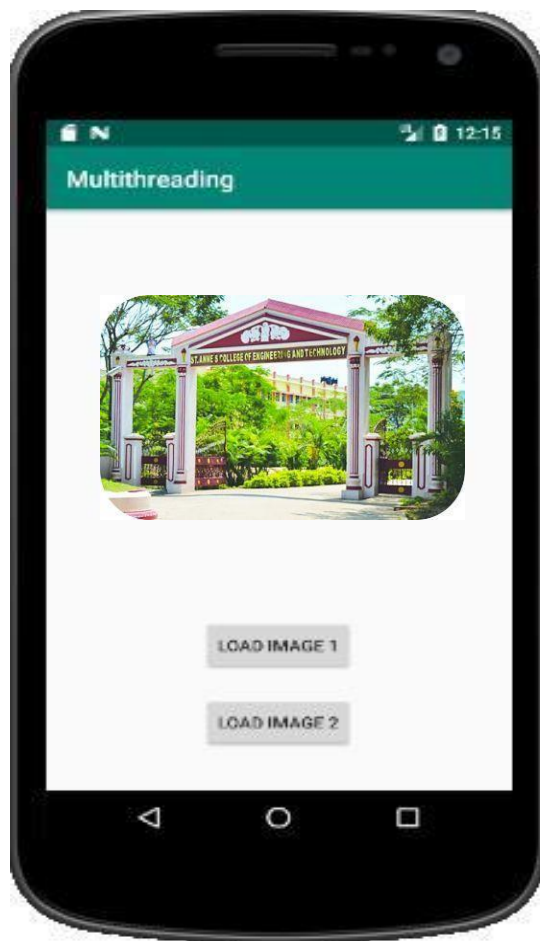 12:15
Multithreading
ST. ANNE S COLLEGE OF ENGINEERING AND TECHNOLOGY
LOAD IMAGE 1
LOAD IMAGE 2